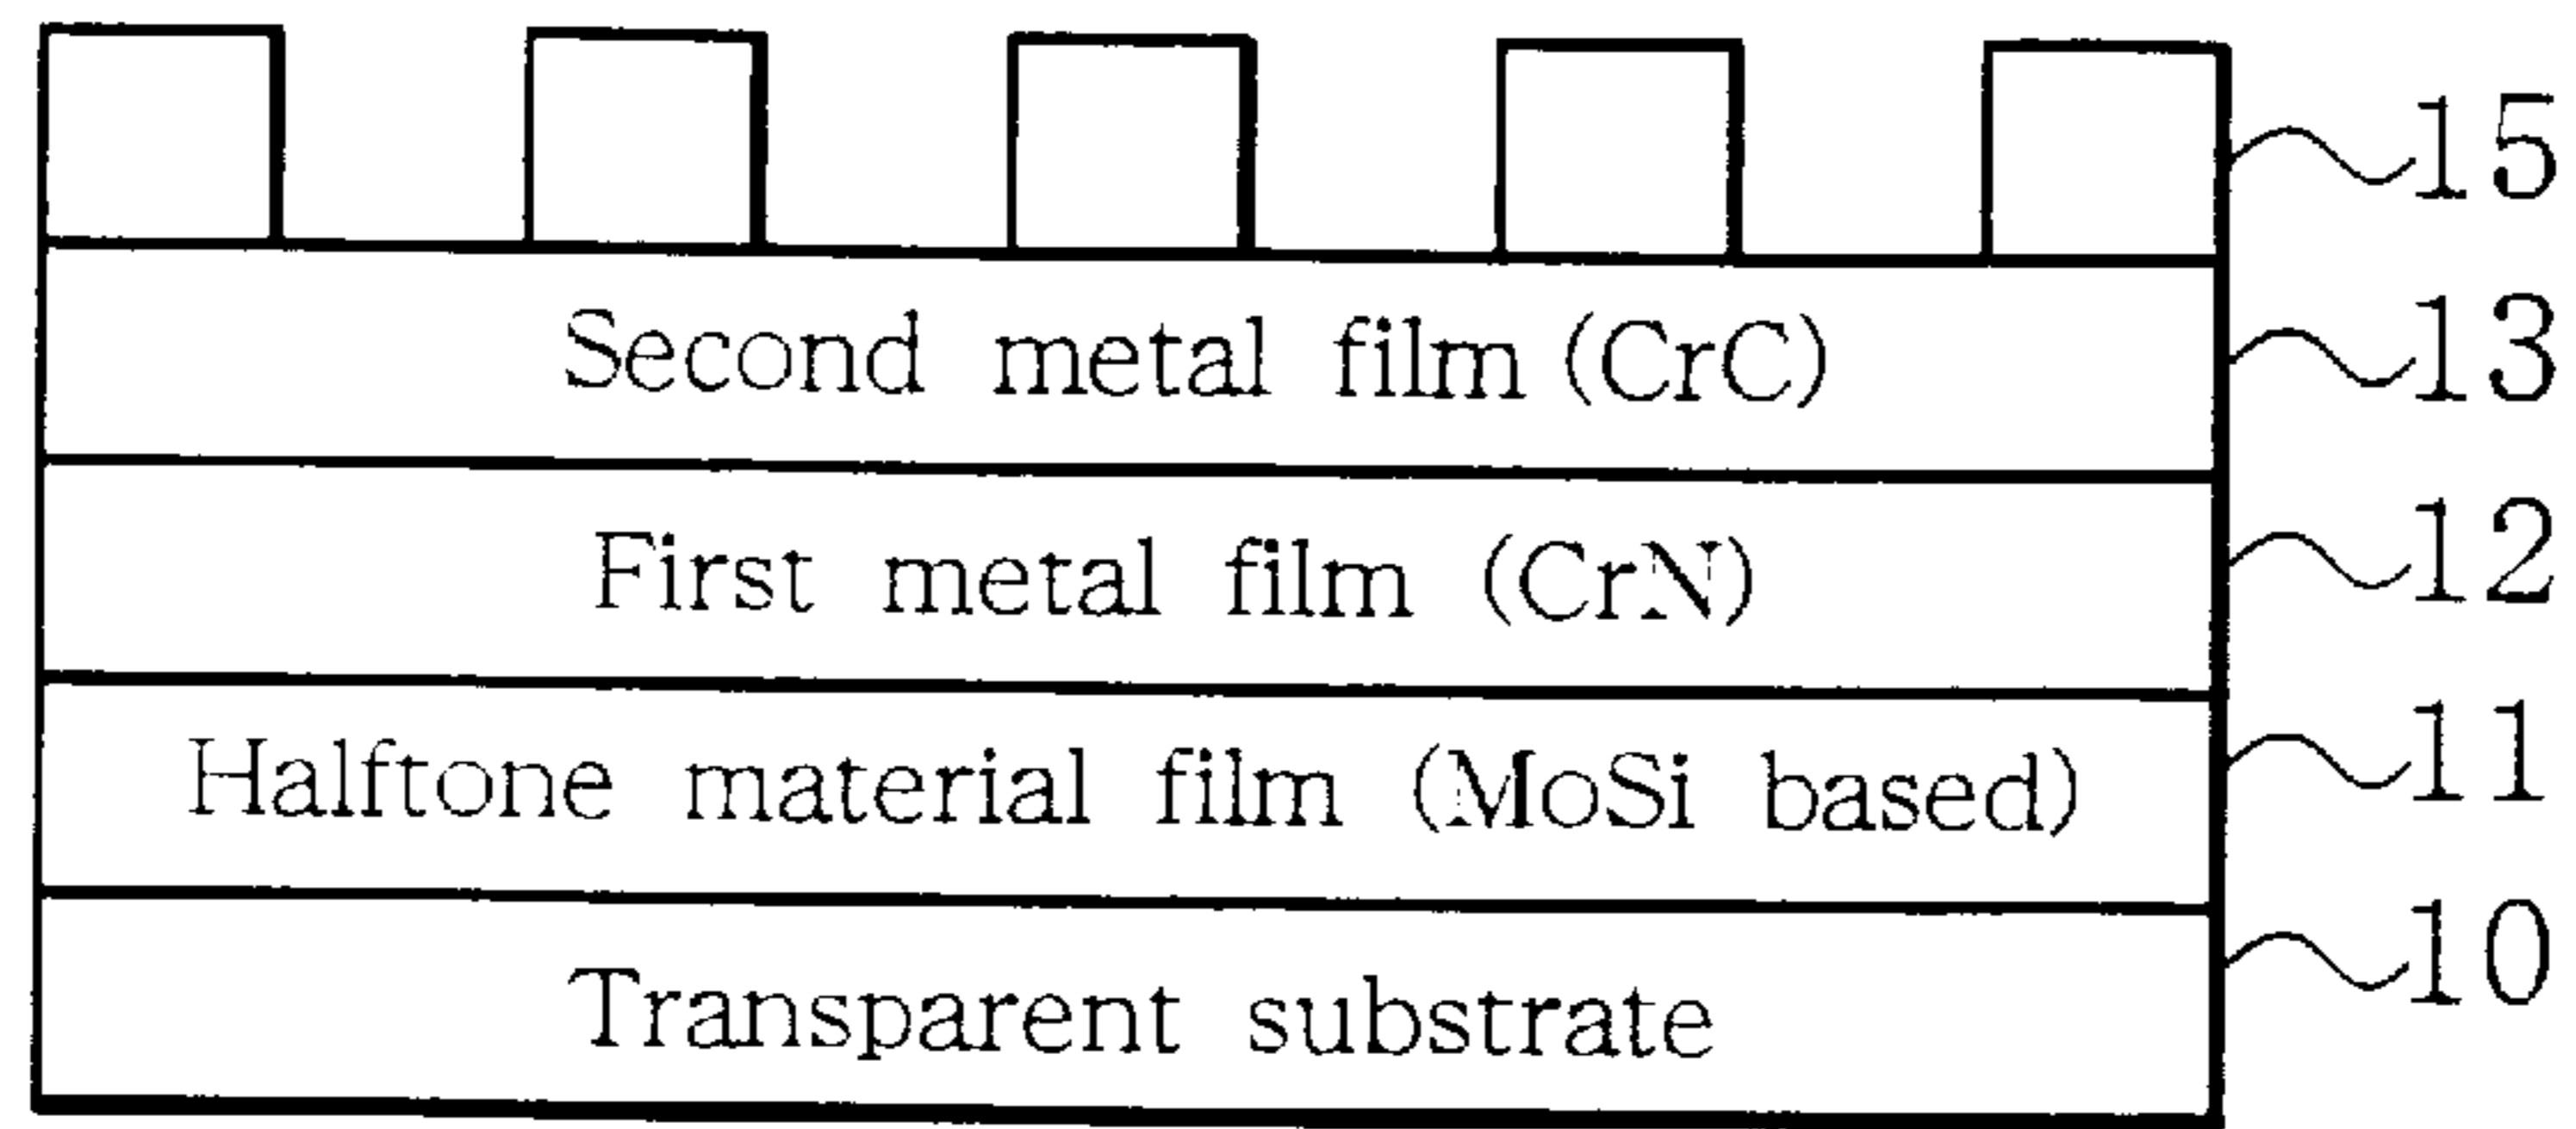 15
Second metal film (CrC) 13
First metal film (CrN) 12
Halftone material film (MoSi based) 11
Transparent substrate 10